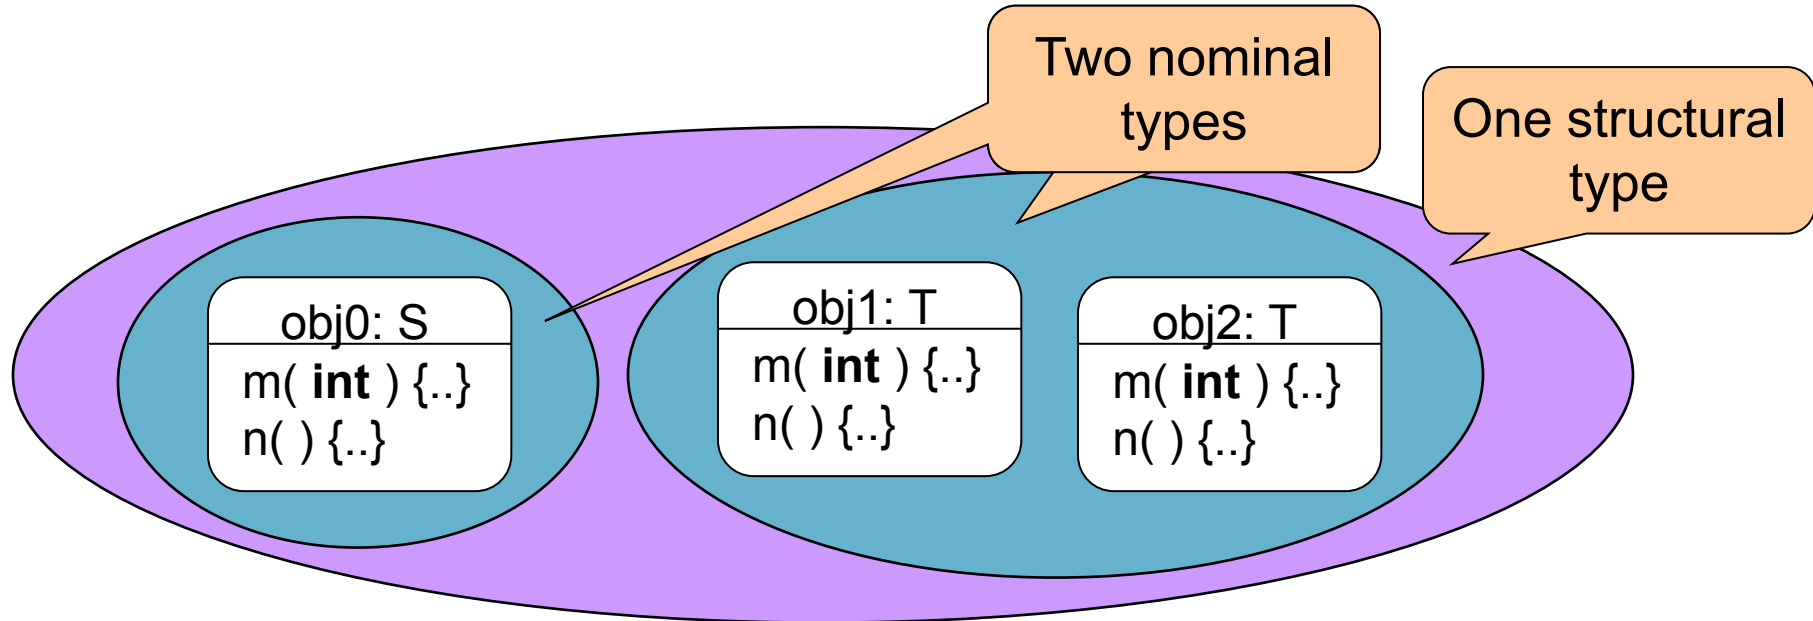 Two nominal
types
One structural
type
obj0: S
m( int ) {..}
n( ) {..}
obj1: T
m( int ) {..}
n( ) {..}
obj2: T
m( int ) {..}
n( ) {..}